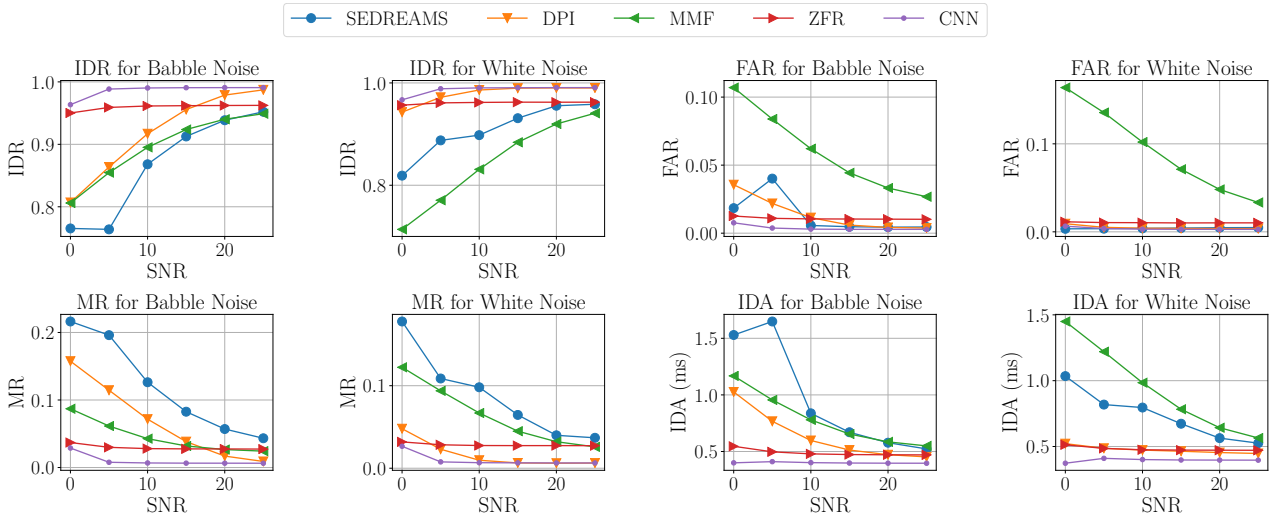 SEDREAMS DPI MMF ZFR CNN
IDR for Babble Noise
1.0
0.9
0.8
IDR
0 10 20
SNR
IDR for White Noise
1.0
0.8
IDR
0 10 20
SNR
FAR for Babble Noise
0.10
0.05
0.00
FAR
0 10 20
SNR
FAR for White Noise
0.1
0.0
FAR
0 10 20
SNR
MR for Babble Noise
0.2
0.1
0.0
MR
0 10 20
SNR
MR for White Noise
0.1
0.0
MR
0 10 20
SNR
IDA for Babble Noise
1.5
1.0
0.5
IDA (ms)
0 10 20
SNR
IDA for White Noise
1.5
1.0
0.5
IDA (ms)
0 10 20
SNR